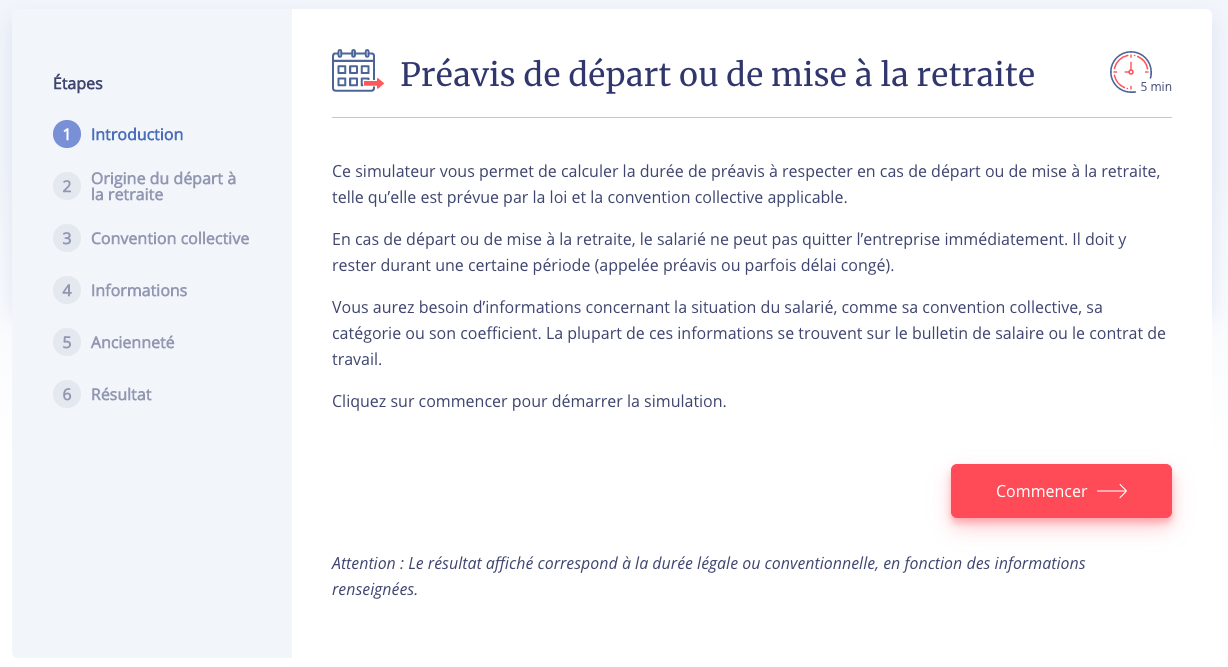 Étapes
1 Introduction
2 Origine du départ à
la retraite
3 Convention collective
4 Informations
5 Ancienneté
6 Résultat
Préavis de départ ou de mise à la retraite
5 min
Ce simulateur vous permet de calculer la durée de préavis à respecter en cas de départ ou de mise à la retraite,
telle qu’elle est prévue par la loi et la convention collective applicable.
En cas de départ ou de mise à la retraite, le salarié ne peut pas quitter l’entreprise immédiatement. Il doit y
rester durant une certaine période (appelée préavis ou parfois délai congé).
Vous aurez besoin d’informations concernant la situation du salarié, comme sa convention collective, sa
catégorie ou son coefficient. La plupart de ces informations se trouvent sur le bulletin de salaire ou le contrat de
travail.
Cliquez sur commencer pour démarrer la simulation.
Commencer
Attention : Le résultat affiché correspond à la durée légale ou conventionnelle, en fonction des informations
renseignées.